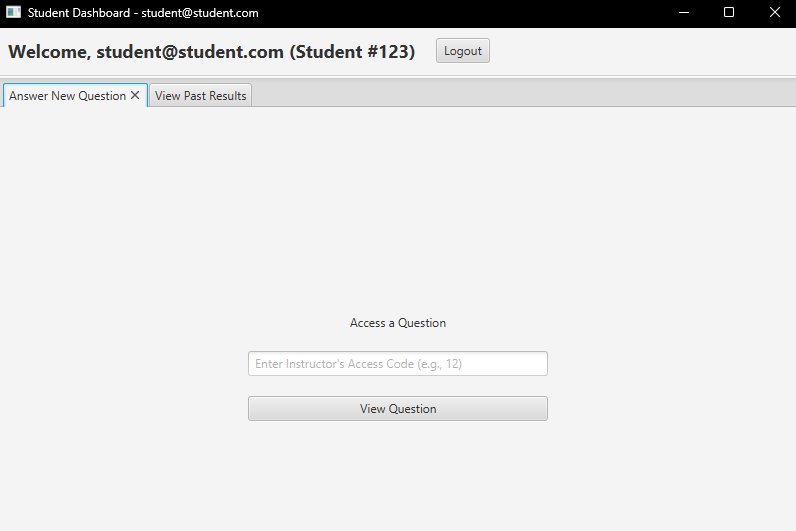 Student Dashboard - student@student.com
Welcome, student@student.com (Student #123)
Logout
Answer New Question
View Past Results
Access a Question
Enter Instructor's Access Code (e.g., 12)
View Question